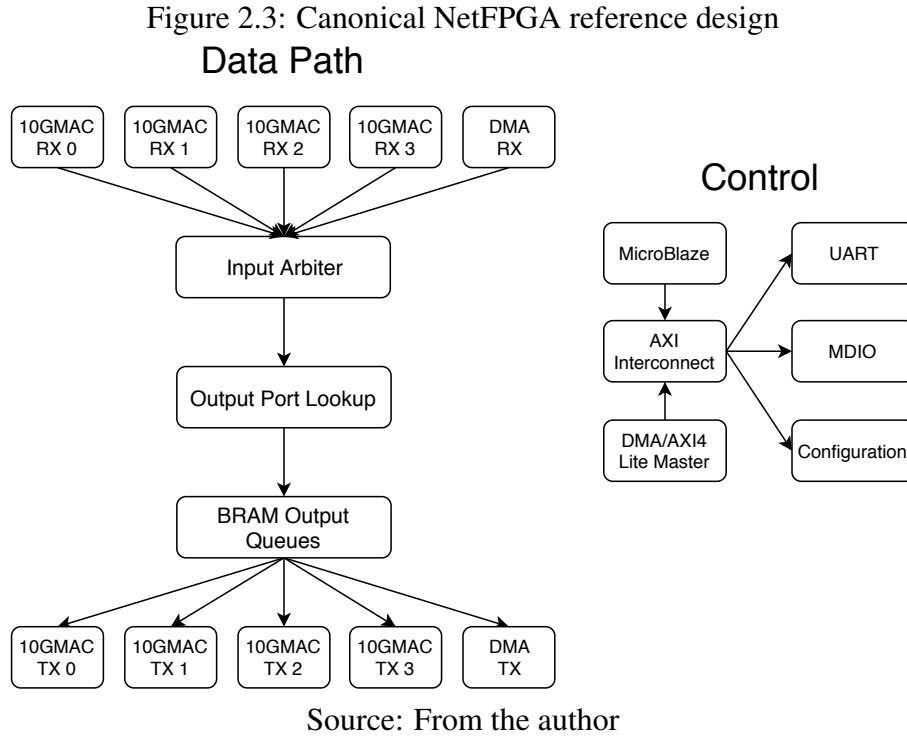 Figure 2.3: Canonical NetFPGA reference design
Data Path
10GMAC
RX 0
10GMAC
RX 1
10GMAC
RX 2
10GMAC
RX 3
DMA
RX
Input Arbiter
Output Port Lookup
BRAM Output
Queues
10GMAC
TX 0
10GMAC
TX 1
10GMAC
TX 2
10GMAC
TX 3
DMA
TX
Control
MicroBlaze
UART
AXI
Interconnect
MDIO
DMA/AXI4
Lite Master
Configuration
Source: From the author